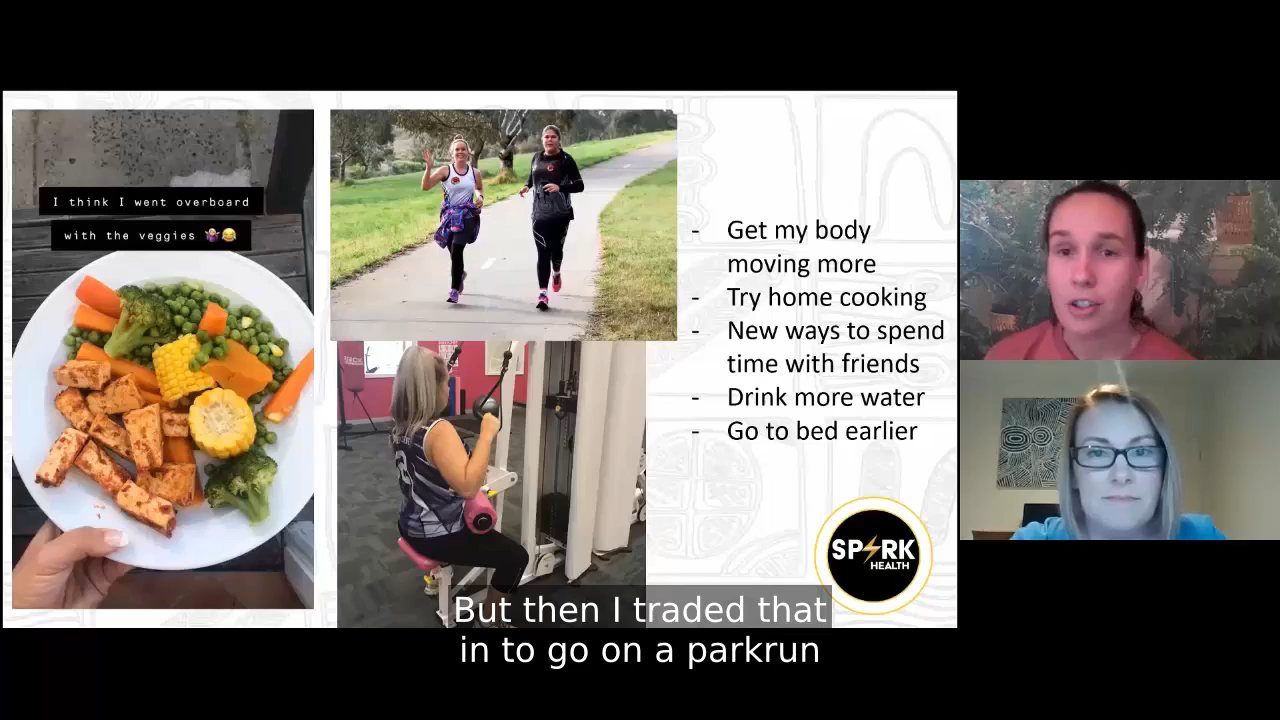 I think I went overboard
with the veggies 🤷🏽‍♀️😂
- Get my body
moving more
- Try home cooking
- New ways to spend
time with friends
- Drink more water
- Go to bed earlier
SPARK
HEALTH
But then I traded that
in to go on a parkrun